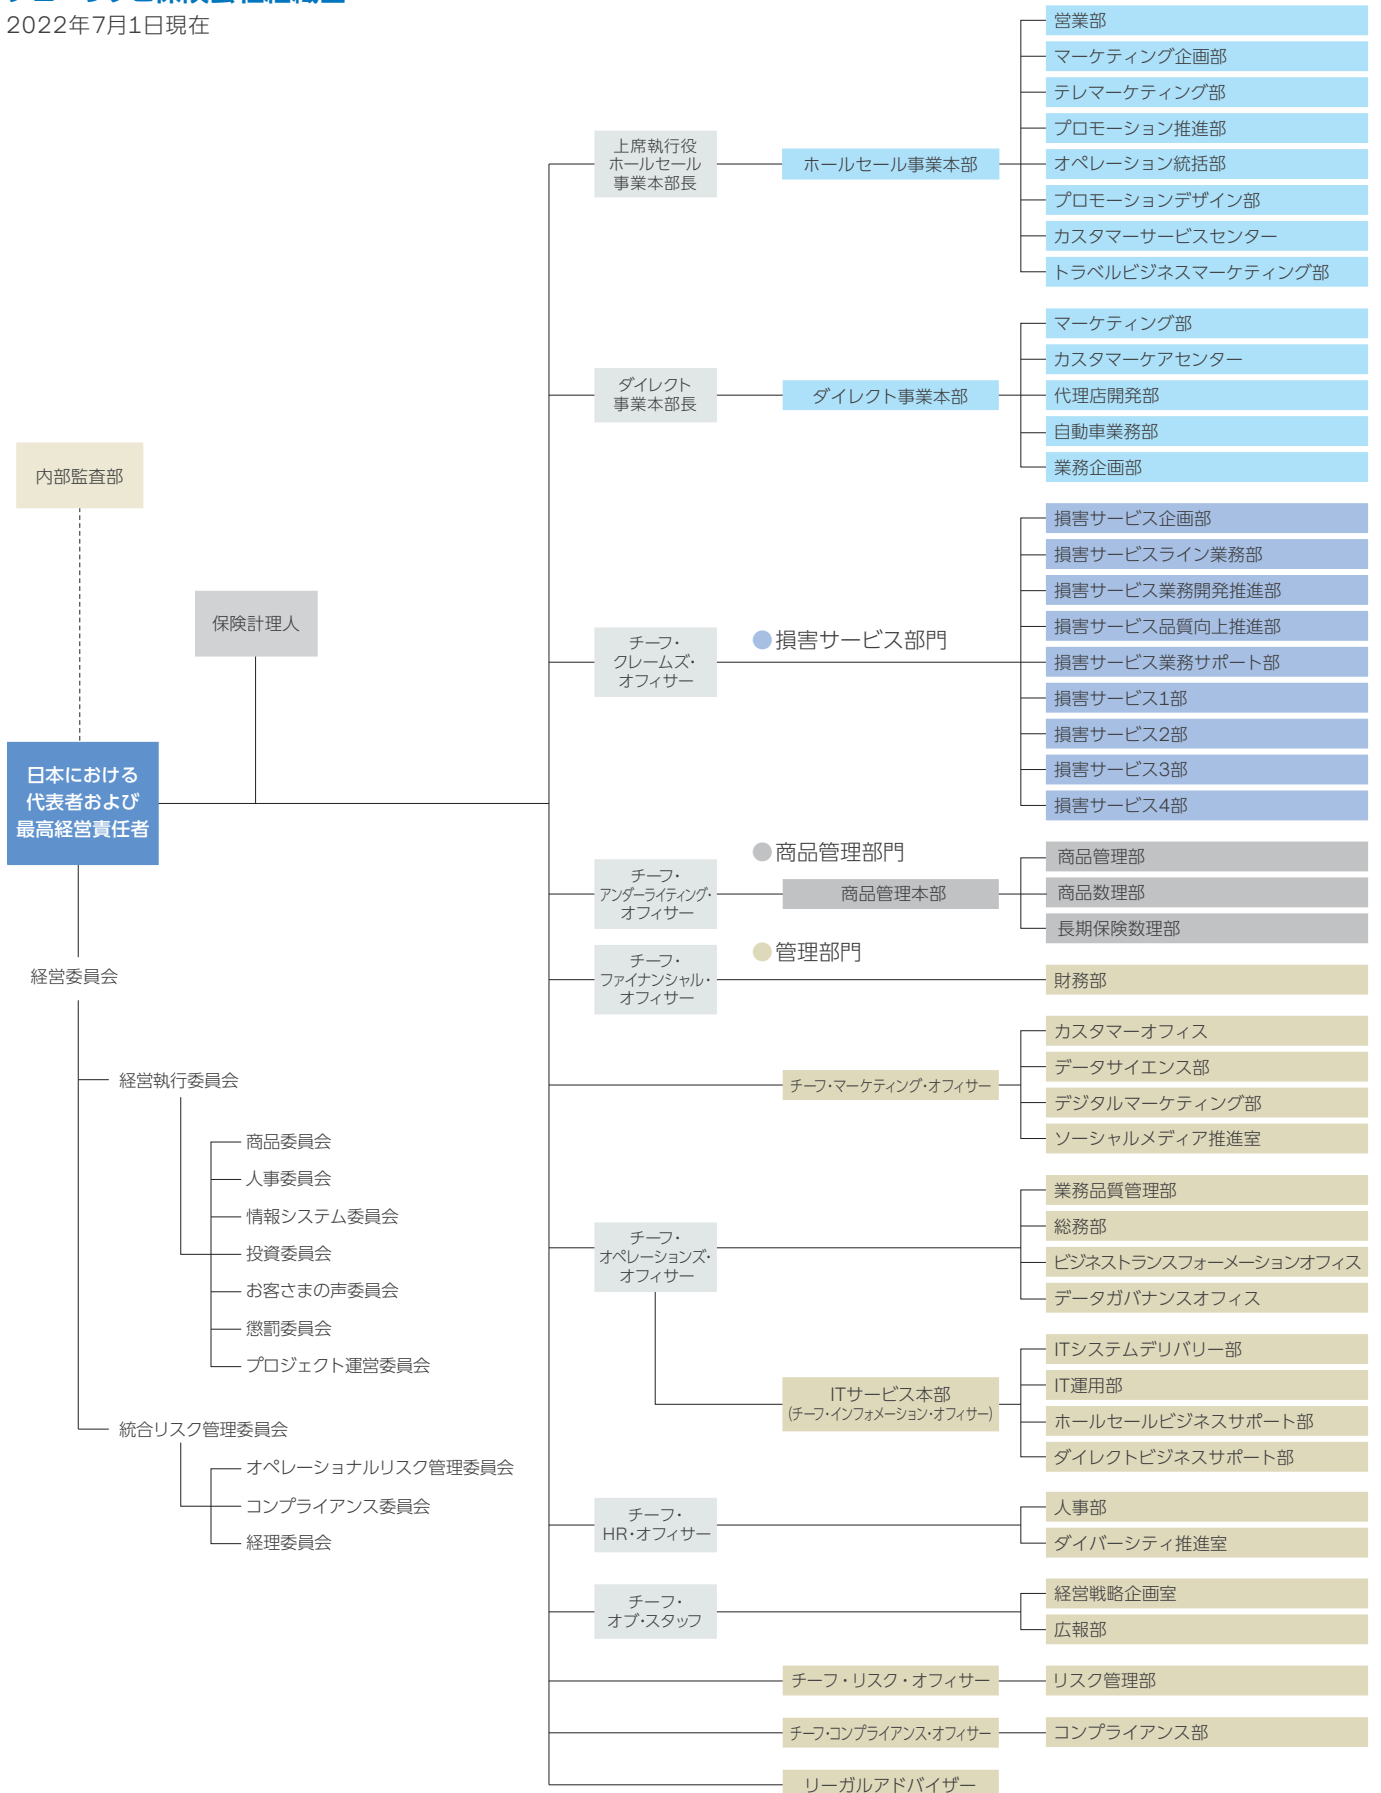 2022年7月1日現在
内部監査部
保険計理人
日本における
代表者および
最高経営責任者
経営委員会
経営執行委員会
商品委員会
人事委員会
情報システム委員会
投資委員会
お客さまの声委員会
懲罰委員会
プロジェクト運営委員会
統合リスク管理委員会
オペレーショナルリスク管理委員会
コンプライアンス委員会
経理委員会
上席執行役
ホールセール
事業本部長
ホールセール事業本部
営業部
マーケティング企画部
テレマーケティング部
プロモーション推進部
オペレーション統括部
プロモーションデザイン部
カスタマーサービスセンター
トラベルビジネスマーケティング部
ダイレクト
事業本部長
ダイレクト事業本部
マーケティング部
カスタマーケアセンター
代理店開発部
自動車業務部
業務企画部
チーフ・
クレームズ・
オフィサー
●損害サービス部門
損害サービス企画部
損害サービスライン業務部
損害サービス業務開発推進部
損害サービス品質向上推進部
損害サービス業務サポート部
損害サービス1部
損害サービス2部
損害サービス3部
損害サービス4部
チーフ・
アンダーライティング・
オフィサー
●商品管理部門
商品管理本部
商品管理部
商品数理部
長期保険数理部
チーフ・
ファイナンシャル・
オフィサー
●管理部門
財務部
チーフ・マーケティング・オフィサー
カスタマーオフィス
データサイエンス部
デジタルマーケティング部
ソーシャルメディア推進室
チーフ・
オペレーションズ・
オフィサー
業務品質管理部
総務部
ビジネストランスフォーメーションオフィス
データガバナンスオフィス
ITサービス本部
(チーフ・インフォメーション・オフィサー)
ITシステムデリバリー部
IT運用部
ホールセールビジネスサポート部
ダイレクトビジネスサポート部
チーフ・
HR・オフィサー
人事部
ダイバーシティ推進室
チーフ・
オブ・スタッフ
経営戦略企画室
広報部
チーフ・リスク・オフィサー
リスク管理部
チーフ・コンプライアンス・オフィサー
コンプライアンス部
リーガルアドバイザー